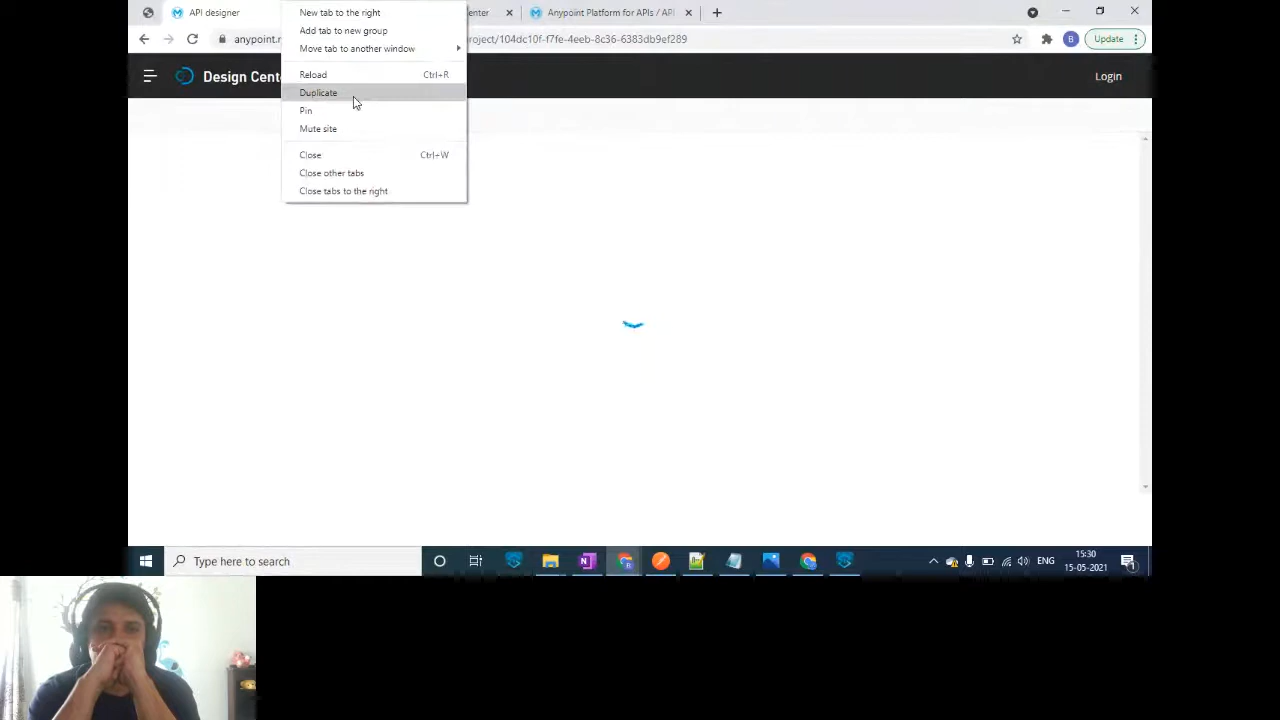 API designer
New tab to the right
enter
Anypoint Platform for APIs / API
Add tab to new group
anypoint.m
roject/104dc10f-f7fe-4eeb-8c36-6383db9ef289
B
Update
Move tab to another window
Design Cent
Reload Ctrl+R
Login
Duplicate
Pin
Mute site
Close Ctrl+W
Close other tabs
Close tabs to the right
Type here to search
ENG
15:30
15-05-2021
1